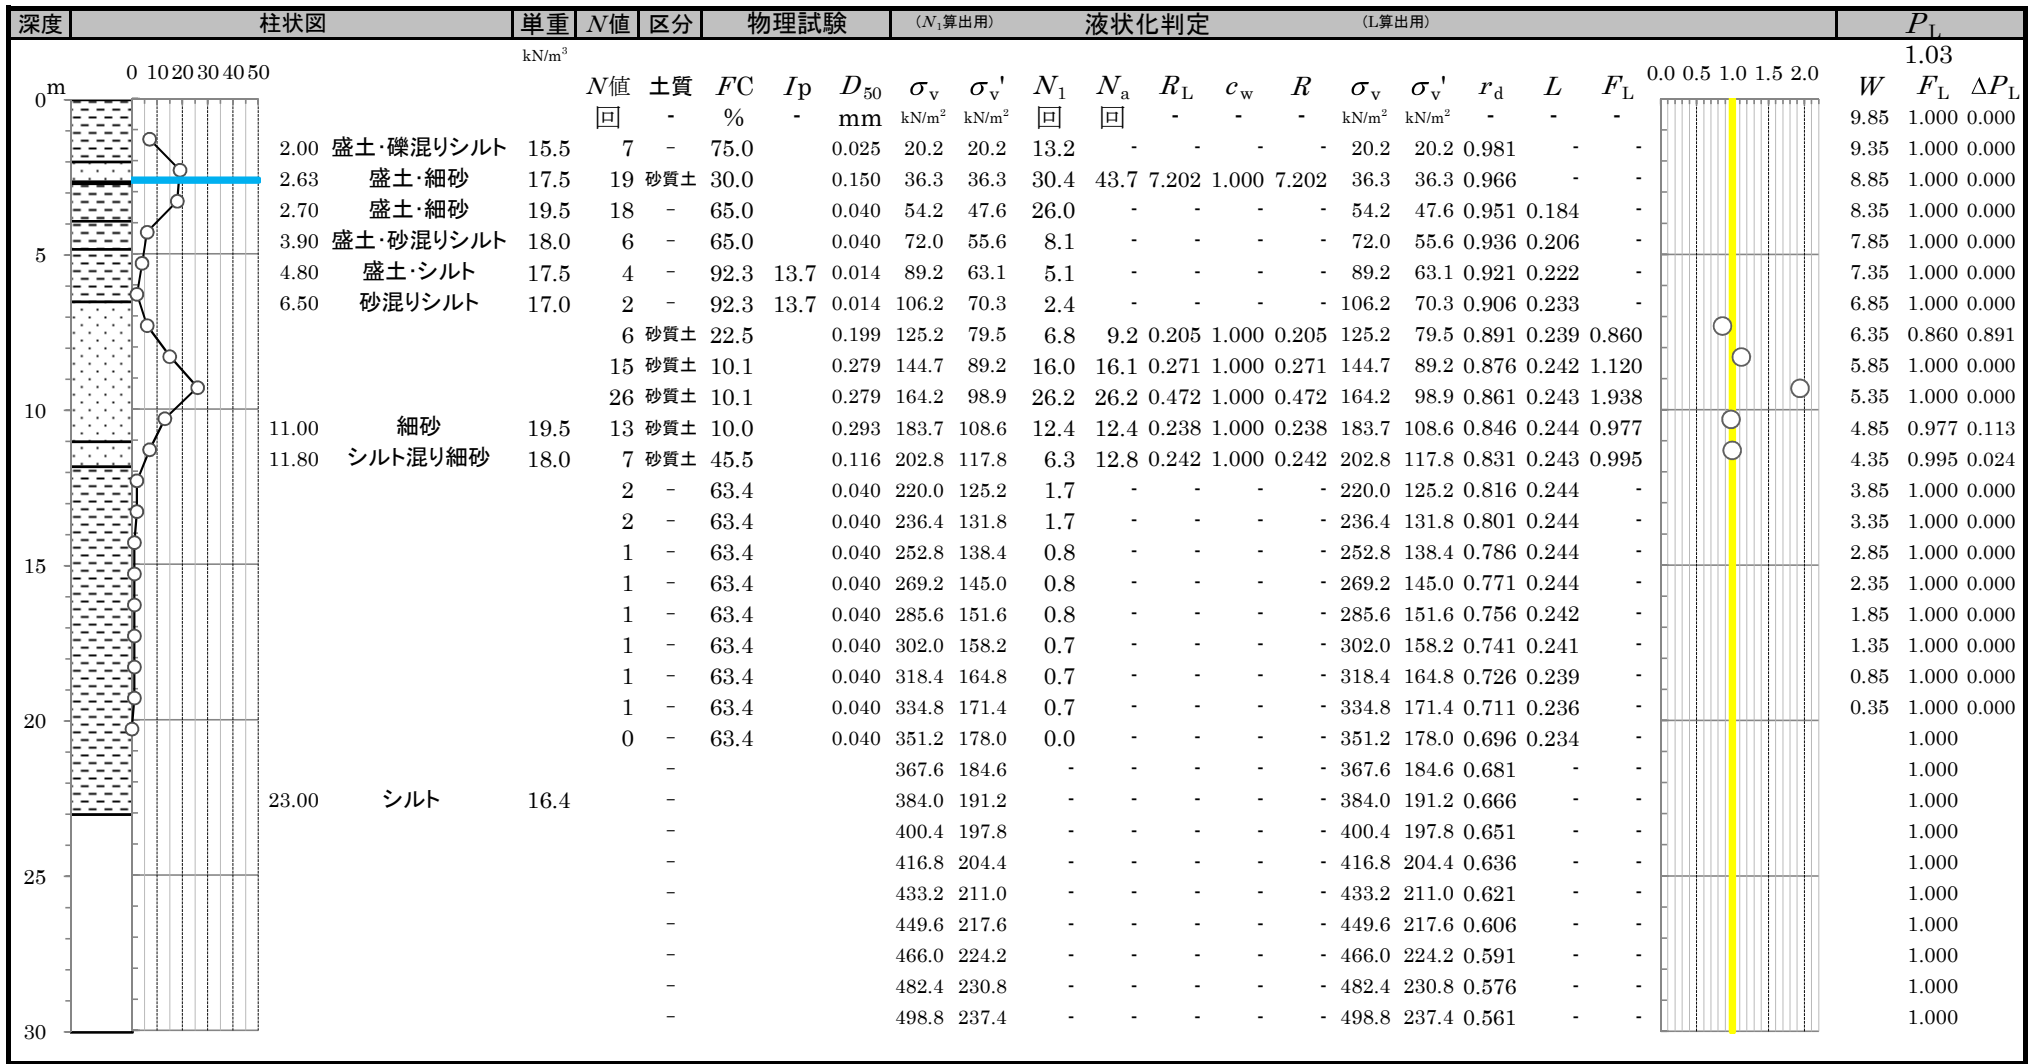 深度 柱状図 単重 N値 区分 物理試験 (N₁算出用) 液状化判定 (L算出用) P_L
kN/m³ 1.03
0 10 20 30 40 50 0.0 0.5 1.0 1.5 2.0
m N値 土質 FC Ip D₅₀ σ_v σ_v' N₁ N_a R_L c_w R σ_v σ_v' r_d L F_L W F_L ΔP_L
0 回 - % - mm kN/m² kN/m² 回 回 - - - kN/m² kN/m² - - - 9.85 1.000 0.000
2.00 盛土・礫混りシルト 15.5 7 - 75.0 0.025 20.2 20.2 13.2 - - - - 20.2 20.2 0.981 - - 9.35 1.000 0.000
2.63 盛土・細砂 17.5 19 砂質土 30.0 0.150 36.3 36.3 30.4 43.7 7.202 1.000 7.202 36.3 36.3 0.966 - - 8.85 1.000 0.000
2.70 盛土・細砂 19.5 18 - 65.0 0.040 54.2 47.6 26.0 - - - - 54.2 47.6 0.951 0.184 - 8.35 1.000 0.000
3.90 盛土・砂混りシルト 18.0 6 - 65.0 0.040 72.0 55.6 8.1 - - - - 72.0 55.6 0.936 0.206 - 7.85 1.000 0.000
5 4.80 盛土・シルト 17.5 4 - 92.3 13.7 0.014 89.2 63.1 5.1 - - - - 89.2 63.1 0.921 0.222 - 7.35 1.000 0.000
6.50 砂混りシルト 17.0 2 - 92.3 13.7 0.014 106.2 70.3 2.4 - - - - 106.2 70.3 0.906 0.233 - 6.85 1.000 0.000
6 砂質土 22.5 0.199 125.2 79.5 6.8 9.2 0.205 1.000 0.205 125.2 79.5 0.891 0.239 0.860 6.35 0.860 0.891
15 砂質土 10.1 0.279 144.7 89.2 16.0 16.1 0.271 1.000 0.271 144.7 89.2 0.876 0.242 1.120 5.85 1.000 0.000
26 砂質土 10.1 0.279 164.2 98.9 26.2 26.2 0.472 1.000 0.472 164.2 98.9 0.861 0.243 1.938 5.35 1.000 0.000
10 11.00 細砂 19.5 13 砂質土 10.0 0.293 183.7 108.6 12.4 12.4 0.238 1.000 0.238 183.7 108.6 0.846 0.244 0.977 4.85 0.977 0.113
11.80 シルト混り細砂 18.0 7 砂質土 45.5 0.116 202.8 117.8 6.3 12.8 0.242 1.000 0.242 202.8 117.8 0.831 0.243 0.995 4.35 0.995 0.024
2 - 63.4 0.040 220.0 125.2 1.7 - - - - 220.0 125.2 0.816 0.244 - 3.85 1.000 0.000
2 - 63.4 0.040 236.4 131.8 1.7 - - - - 236.4 131.8 0.801 0.244 - 3.35 1.000 0.000
1 - 63.4 0.040 252.8 138.4 0.8 - - - - 252.8 138.4 0.786 0.244 - 2.85 1.000 0.000
15 1 - 63.4 0.040 269.2 145.0 0.8 - - - - 269.2 145.0 0.771 0.244 - 2.35 1.000 0.000
1 - 63.4 0.040 285.6 151.6 0.8 - - - - 285.6 151.6 0.756 0.242 - 1.85 1.000 0.000
1 - 63.4 0.040 302.0 158.2 0.7 - - - - 302.0 158.2 0.741 0.241 - 1.35 1.000 0.000
1 - 63.4 0.040 318.4 164.8 0.7 - - - - 318.4 164.8 0.726 0.239 - 0.85 1.000 0.000
1 - 63.4 0.040 334.8 171.4 0.7 - - - - 334.8 171.4 0.711 0.236 - 0.35 1.000 0.000
20 0 - 63.4 0.040 351.2 178.0 0.0 - - - - 351.2 178.0 0.696 0.234 - 1.000
- 367.6 184.6 - - - - - 367.6 184.6 0.681 - - 1.000
23.00 シルト 16.4 - 384.0 191.2 - - - - - 384.0 191.2 0.666 - - 1.000
- 400.4 197.8 - - - - - 400.4 197.8 0.651 - - 1.000
- 416.8 204.4 - - - - - 416.8 204.4 0.636 - - 1.000
25 - 433.2 211.0 - - - - - 433.2 211.0 0.621 - - 1.000
- 449.6 217.6 - - - - - 449.6 217.6 0.606 - - 1.000
- 466.0 224.2 - - - - - 466.0 224.2 0.591 - - 1.000
- 482.4 230.8 - - - - - 482.4 230.8 0.576 - - 1.000
30 - 498.8 237.4 - - - - - 498.8 237.4 0.561 - - 1.000